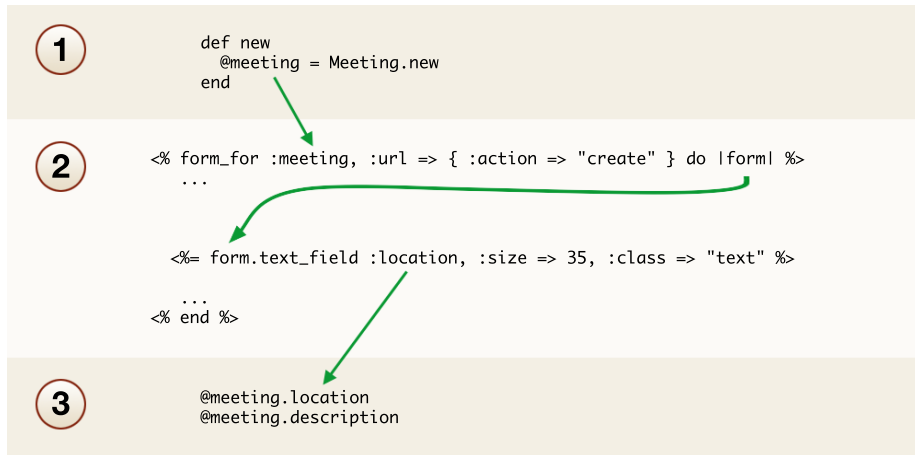 1
def new
@meeting = Meeting.new
end
2
<% form_for :meeting, :url => { :action => "create" } do |form| %>
...
<%= form.text_field :location, :size => 35, :class => "text" %>
...
<% end %>
3
@meeting.location
@meeting.description